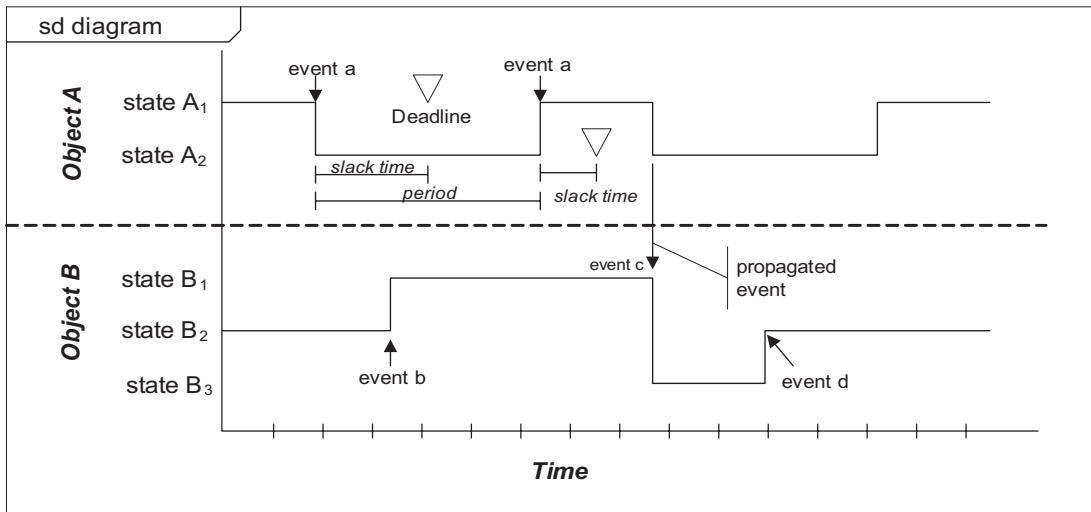 sd diagram
Object A
event a
event a
state A1
Deadline
state A2
slack time
period
slack time
Object B
event c
propagated
event
state B1
state B2
event b
event d
state B3
Time